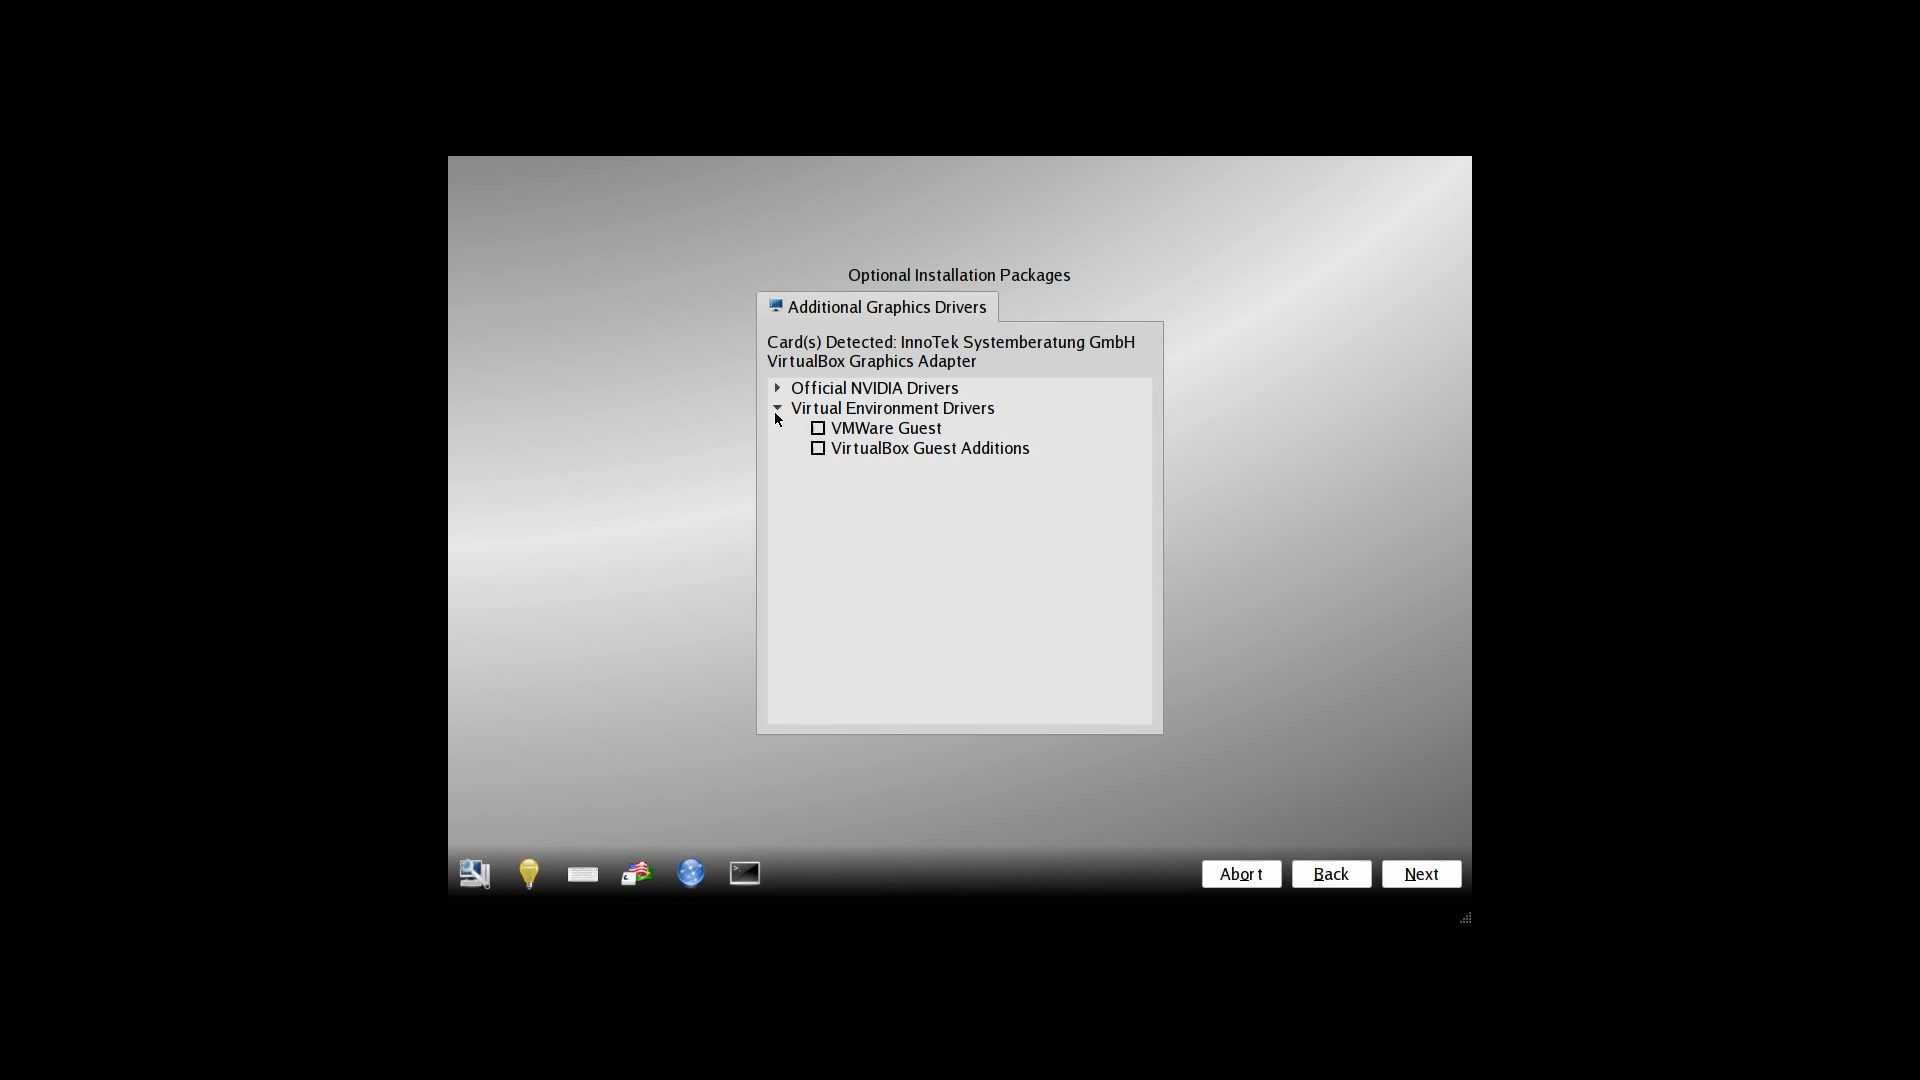 Optional Installation Packages
Additional Graphics Drivers
Card(s) Detected: InnoTek Systemberatung GmbH
VirtualBox Graphics Adapter
Official NVIDIA Drivers
Virtual Environment Drivers
VMWare Guest
VirtualBox Guest Additions
Abort Back Next